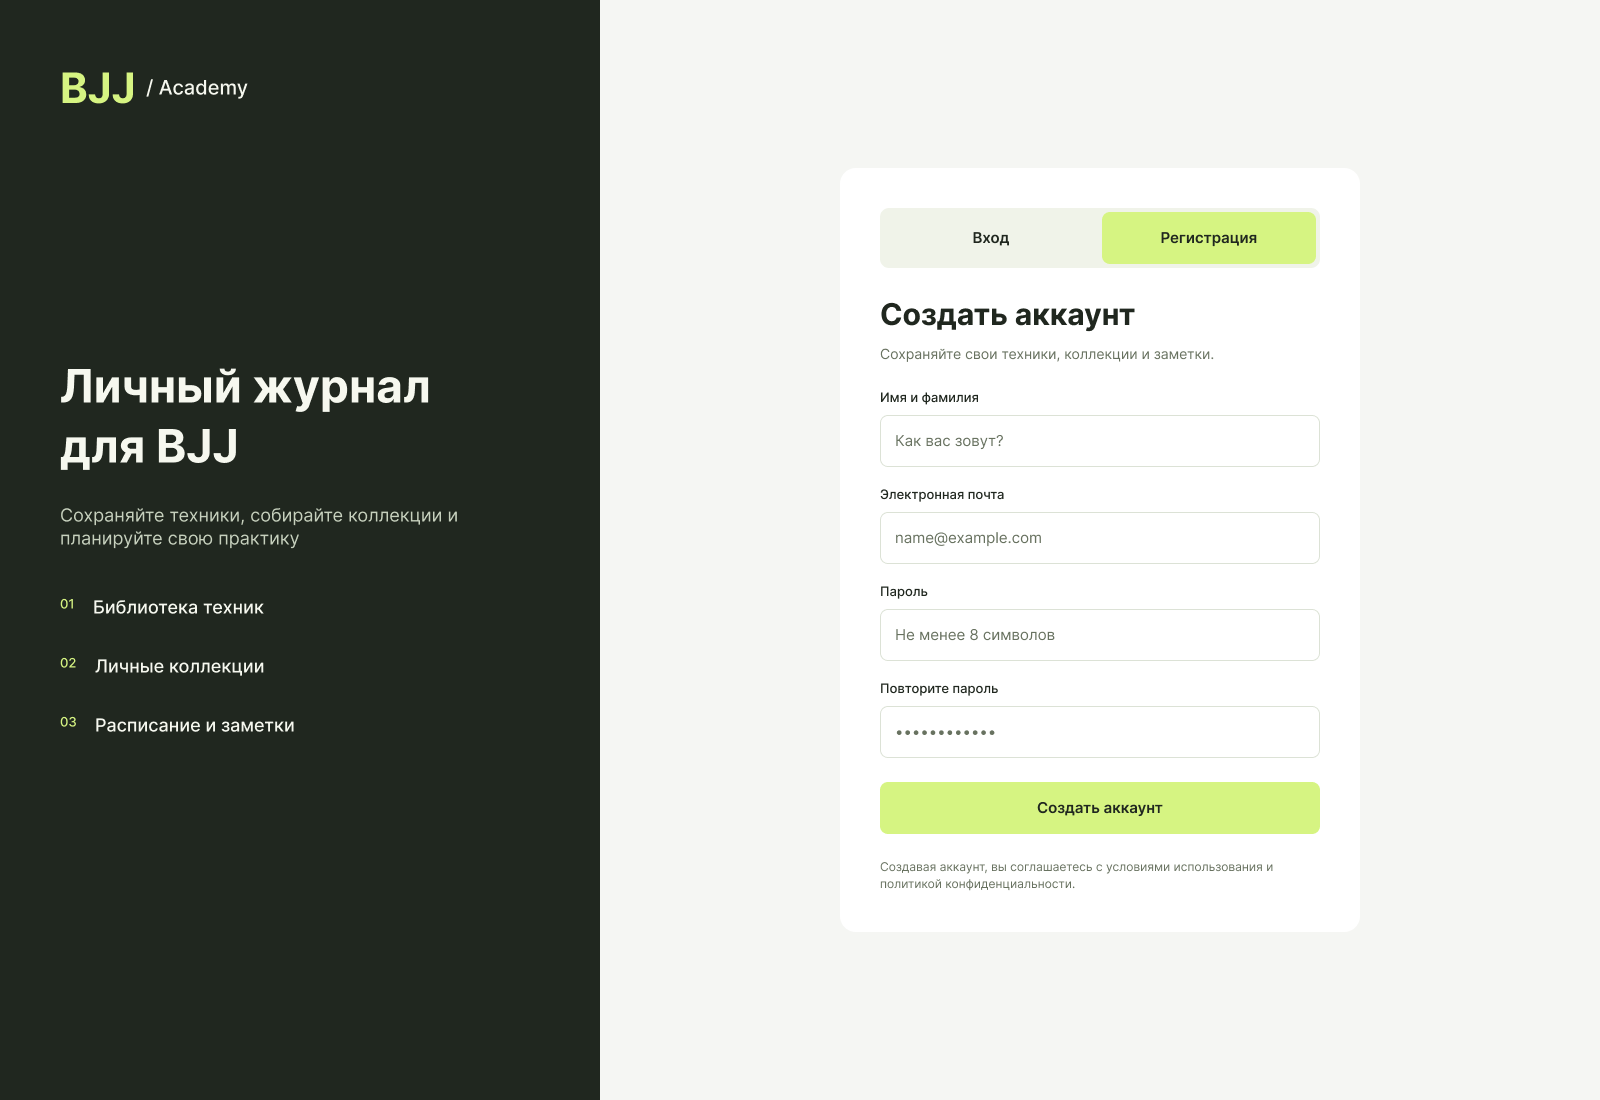 BJJ / Academy
Личный журнал
для BJJ
Сохраняйте техники, собирайте коллекции и
планируйте свою практику
01 Библиотека техник
02 Личные коллекции
03 Расписание и заметки
Вход
Регистрация
Создать аккаунт
Сохраняйте свои техники, коллекции и заметки.
Имя и фамилия
Как вас зовут?
Электронная почта
name@example.com
Пароль
Не менее 8 символов
Повторите пароль
••••••••••••
Создать аккаунт
Создавая аккаунт, вы соглашаетесь с условиями использования и
политикой конфиденциальности.